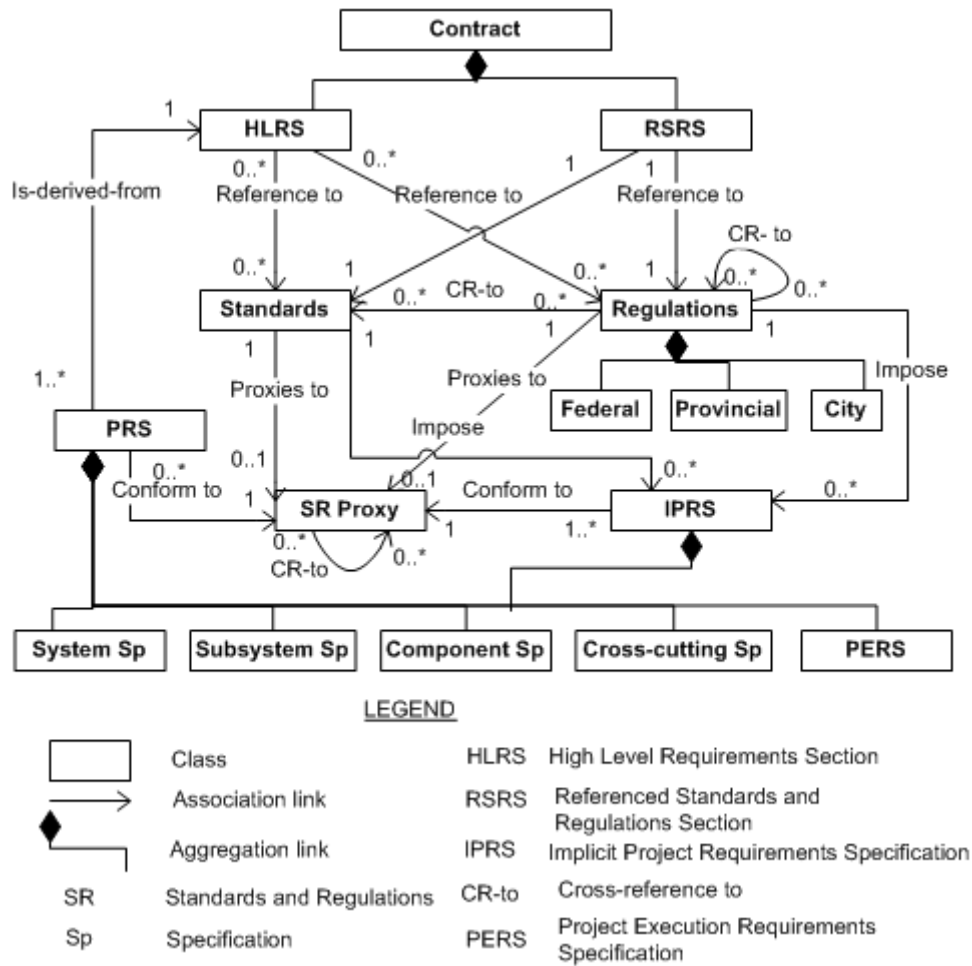 Contract
1
HLRS
RSRS
0..*
0..*
1
1
Is-derived-from
Reference to
Reference to
Reference to
CR- to
0..*
1
0..*
1
0..*
0..*
Standards
0..*
CR-to
0..*
Regulations
1
1
1
1
Proxies to
Proxies to
Impose
1..*
Federal
Provincial
City
PRS
Impose
0..*
0..1
0..*
Conform to
1
0..1
Conform to
0..*
0..*
SR Proxy
IPRS
0..*
CR-to
0..*
1
1..*
System Sp
Subsystem Sp
Component Sp
Cross-cutting Sp
PERS
LEGEND
Class
HLRS High Level Requirements Section
Association link
RSRS Referenced Standards and
Regulations Section
Aggregation link
IPRS Implicit Project Requirements Specification
SR Standards and Regulations
CR-to Cross-reference to
Sp Specification
PERS Project Execution Requirements
Specification